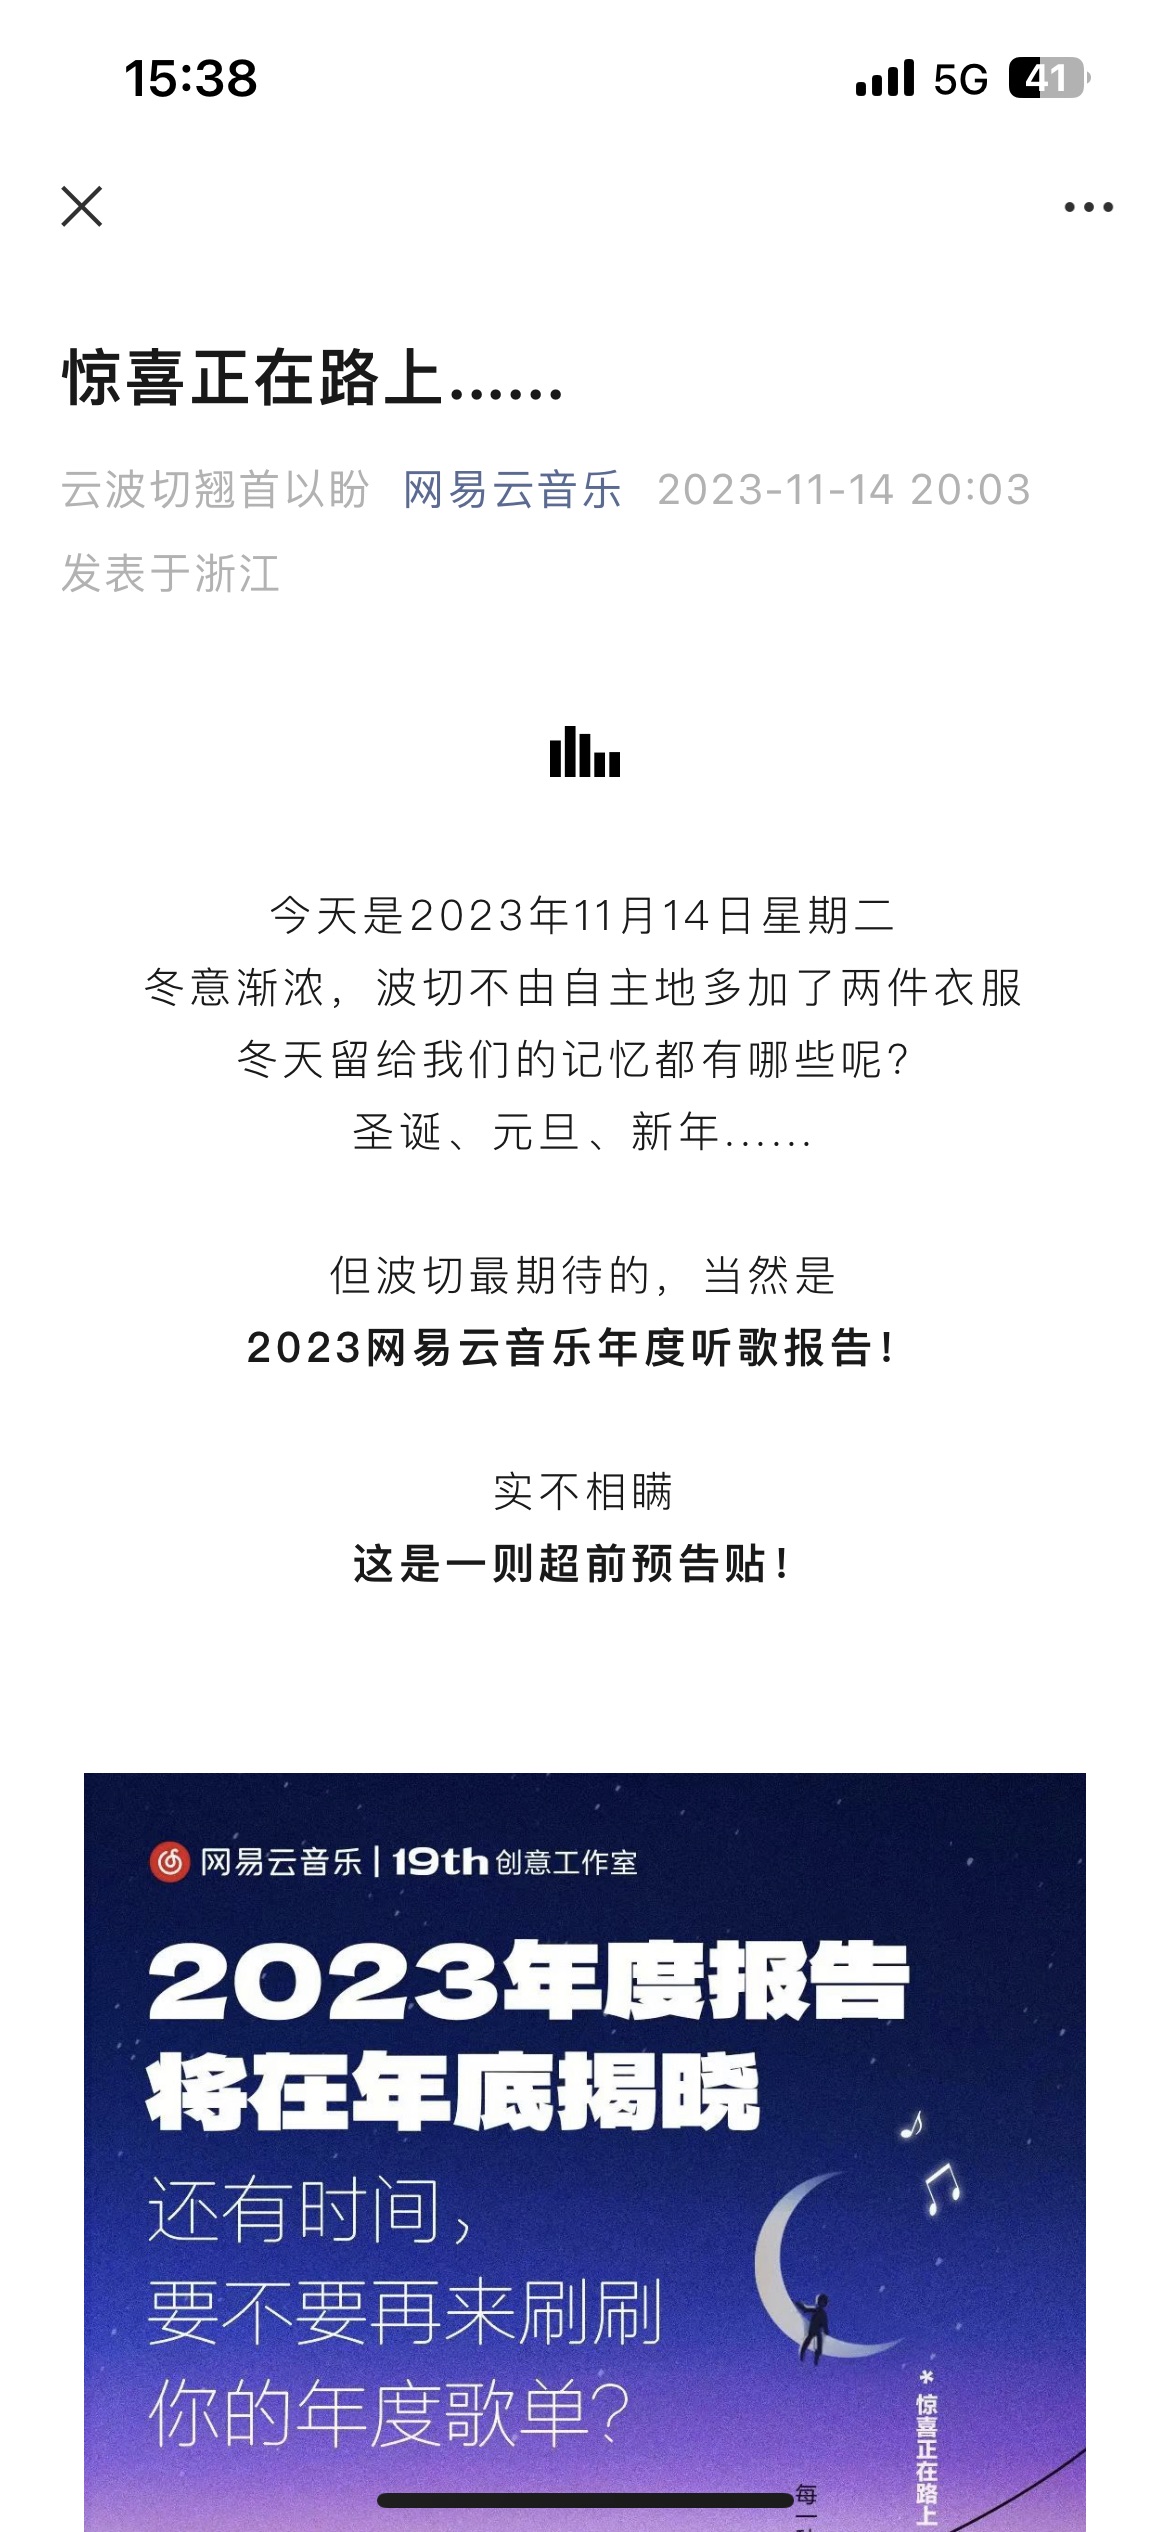 15:38
5G 41
惊喜正在路上......
云波切翘首以盼 网易云音乐 2023-11-14 20:03
发表于浙江
今天是2023年11月14日星期二
冬意渐浓，波切不由自主地多加了两件衣服
冬天留给我们的记忆都有哪些呢？
圣诞、元旦、新年......
但波切最期待的，当然是
2023网易云音乐年度听歌报告！
实不相瞒
这是一则超前预告贴！
网易云音乐 | 19th 创意工作室
2023年度报告
将在年底揭晓
还有时间，
要不要再来刷刷
你的年度歌单？
*惊喜正在路上
每一